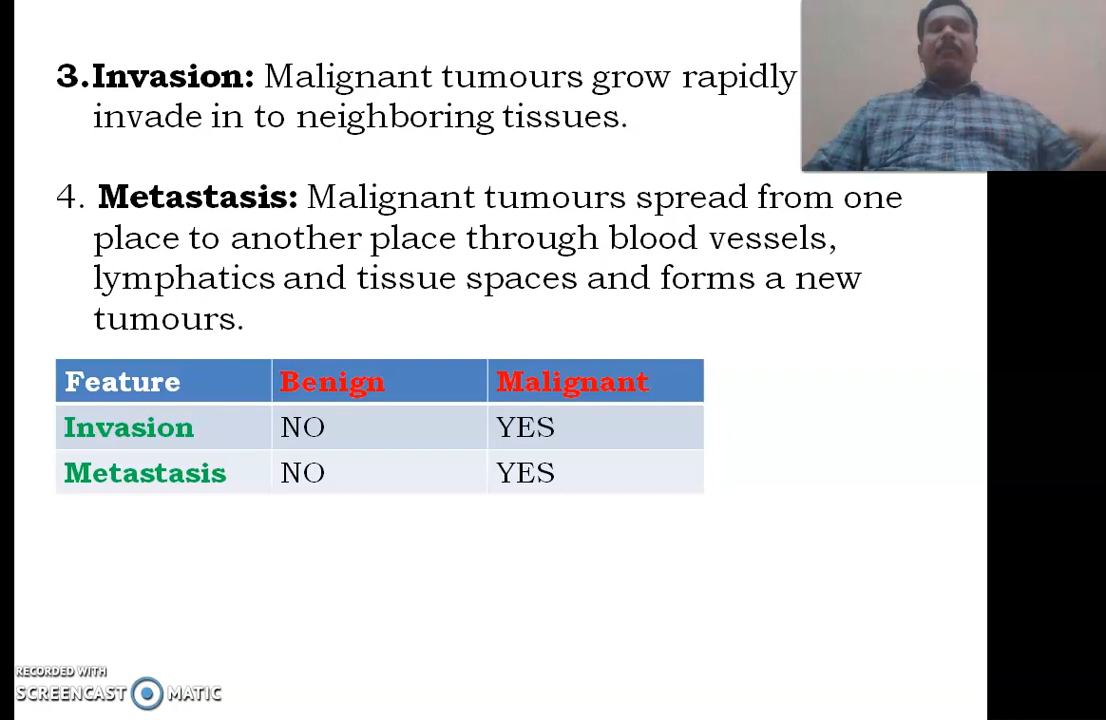 3.Invasion: Malignant tumours grow rapidly
invade in to neighboring tissues.
4. Metastasis: Malignant tumours spread from one
place to another place through blood vessels,
lymphatics and tissue spaces and forms a new
tumours.
Feature Benign Malignant
Invasion NO YES
Metastasis NO YES
RECORDED WITH
SCREENCAST MATIC